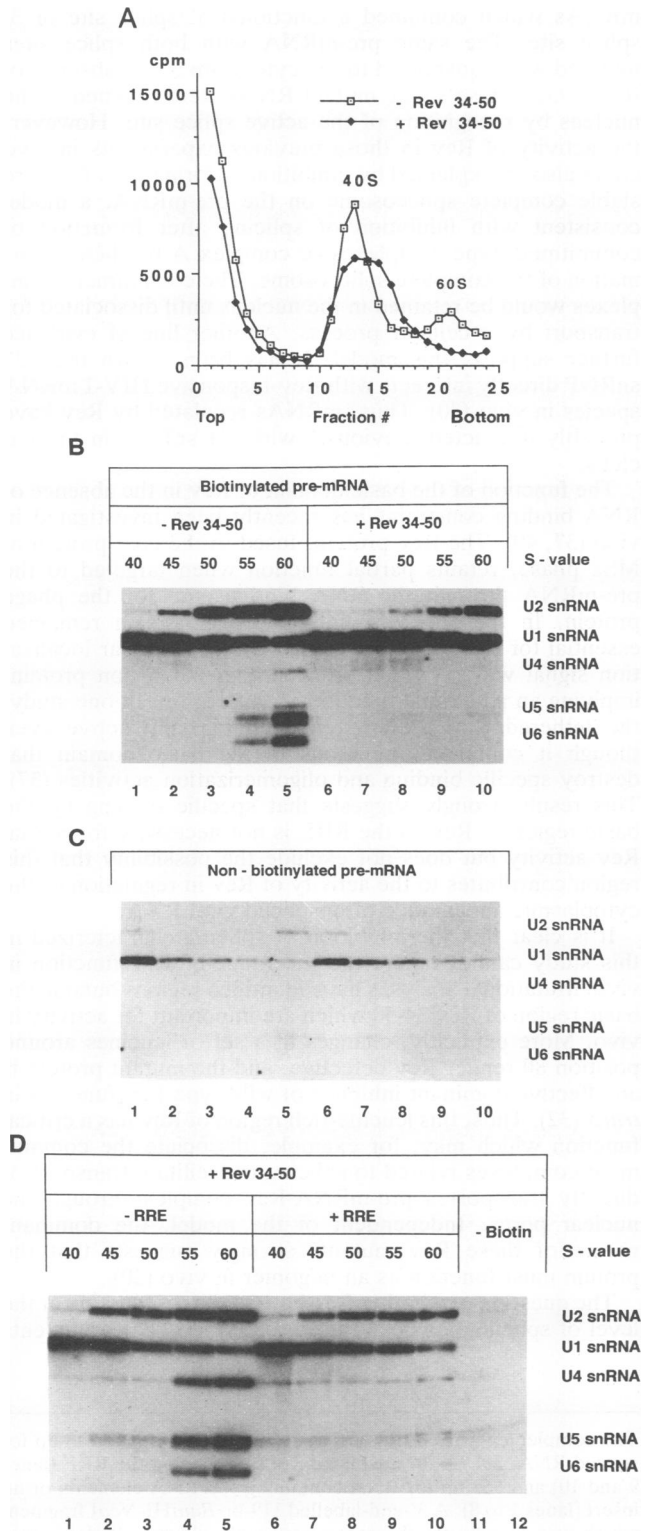 A
cpm
15000
- Rev 34-50
+ Rev 34-50
10000
40S
5000
60S
0
5 10 15 20
Top Fraction # Bottom
B
Biotinylated pre-mRNA
- Rev 34-50 + Rev 34-50
40 45 50 55 60 40 45 50 55 60 S - value
U2 snRNA
U1 snRNA
U4 snRNA
U5 snRNA
U6 snRNA
1 2 3 4 5 6 7 8 9 10
C
Non - biotinylated pre-mRNA
U2 snRNA
U1 snRNA
U4 snRNA
U5 snRNA
U6 snRNA
1 2 3 4 5 6 7 8 9 10
D
+ Rev 34-50
- RRE + RRE - Biotin
40 45 50 55 60 40 45 50 55 60 S - value
U2 snRNA
U1 snRNA
U4 snRNA
U5 snRNA
U6 snRNA
1 2 3 4 5 6 7 8 9 10 11 12